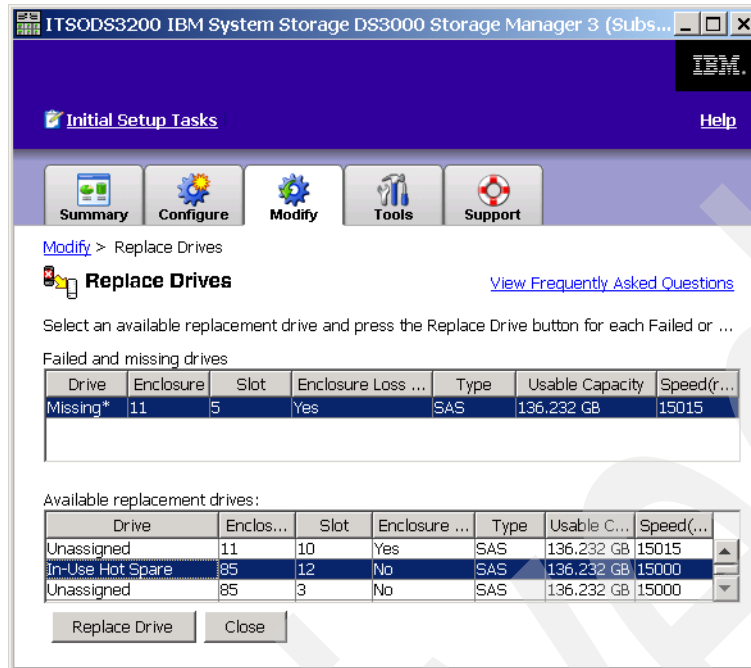 ITSODS3200 IBM System Storage DS3000 Storage Manager 3 (Subs...
IBM.
Initial Setup Tasks Help
Summary Configure Modify Tools Support
Modify > Replace Drives
Replace Drives View Frequently Asked Questions
Select an available replacement drive and press the Replace Drive button for each Failed or ...
Failed and missing drives
Drive Enclosure Slot Enclosure Loss ... Type Usable Capacity Speed(r...
Missing* 11 5 Yes SAS 136.232 GB 15015
Available replacement drives:
Drive Enclos... Slot Enclosure ... Type Usable C... Speed(...
Unassigned 11 10 Yes SAS 136.232 GB 15015
In-Use Hot Spare 85 12 No SAS 136.232 GB 15000
Unassigned 85 3 No SAS 136.232 GB 15000
Replace Drive Close